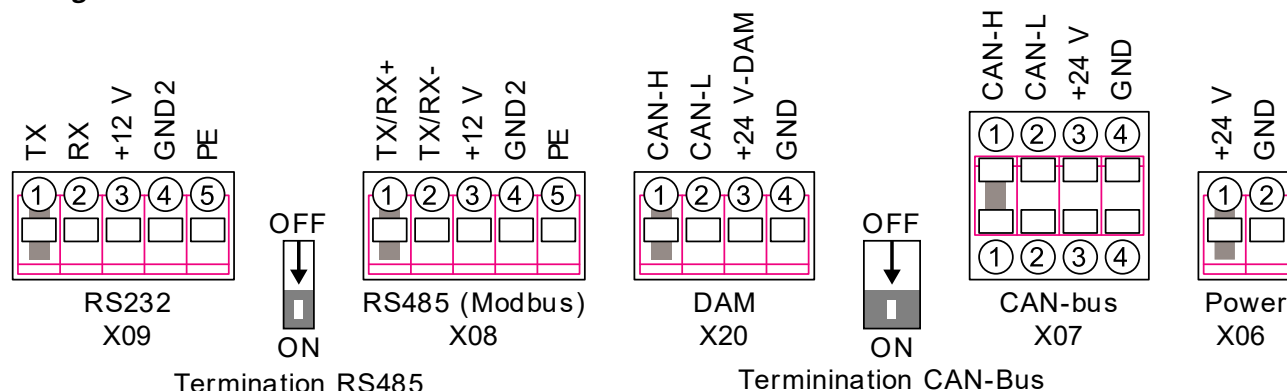 TX RX +12 V GND2 PE
1 2 3 4 5
RS232
X09
OFF
ON
Termination RS485
TX/RX+ TX/RX- +12 V GND2 PE
1 2 3 4 5
RS485 (Modbus)
X08
CAN-H CAN-L +24 V-DAM GND
1 2 3 4
DAM
X20
OFF
ON
Terminination CAN-Bus
CAN-H CAN-L +24 V GND
1 2 3 4
1 2 3 4
CAN-bus
X07
+24 V GND
1 2
Power
X06